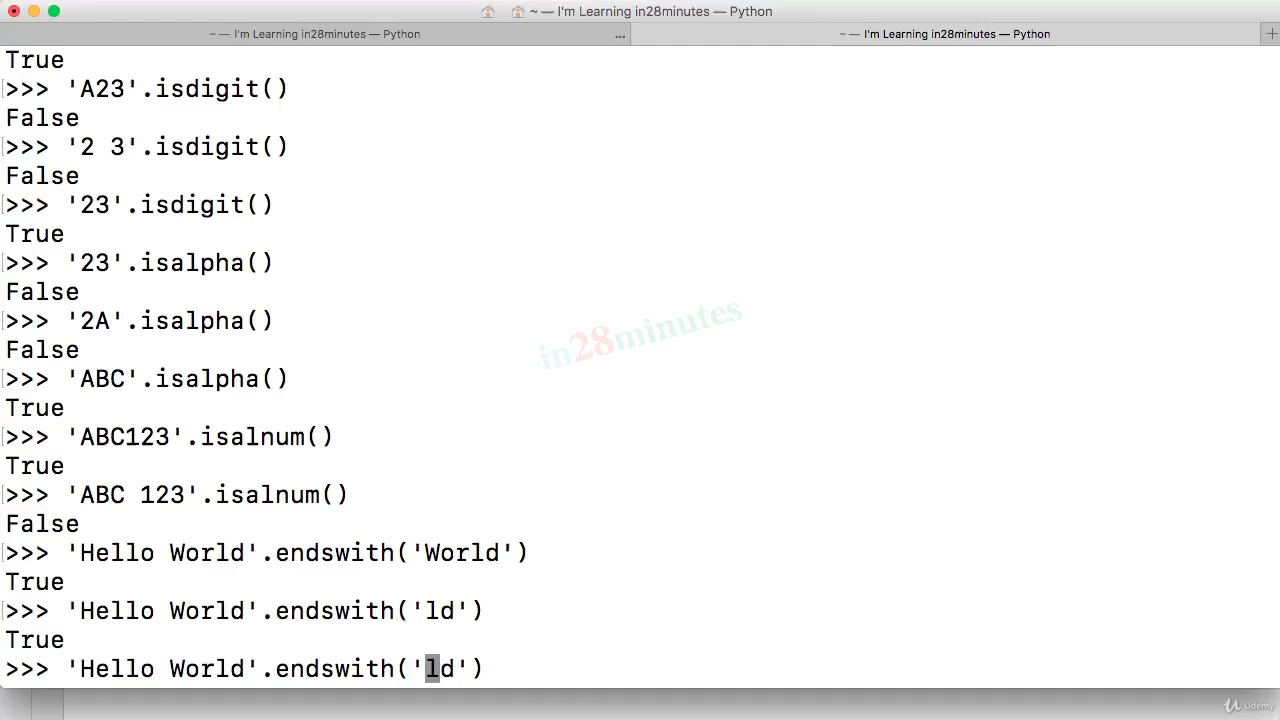 ~ — I'm Learning in28minutes — Python
~ — I'm Learning in28minutes — Python ... ~ — I'm Learning in28minutes — Python +
True
>>> 'A23'.isdigit()
False
>>> '2 3'.isdigit()
False
>>> '23'.isdigit()
True
>>> '23'.isalpha()
False
>>> '2A'.isalpha()
False
>>> 'ABC'.isalpha()
True
>>> 'ABC123'.isalnum()
True
>>> 'ABC 123'.isalnum()
False
>>> 'Hello World'.endswith('World')
True
>>> 'Hello World'.endswith('ld')
True
>>> 'Hello World'.endswith('ld')
in28minutes
Udemy